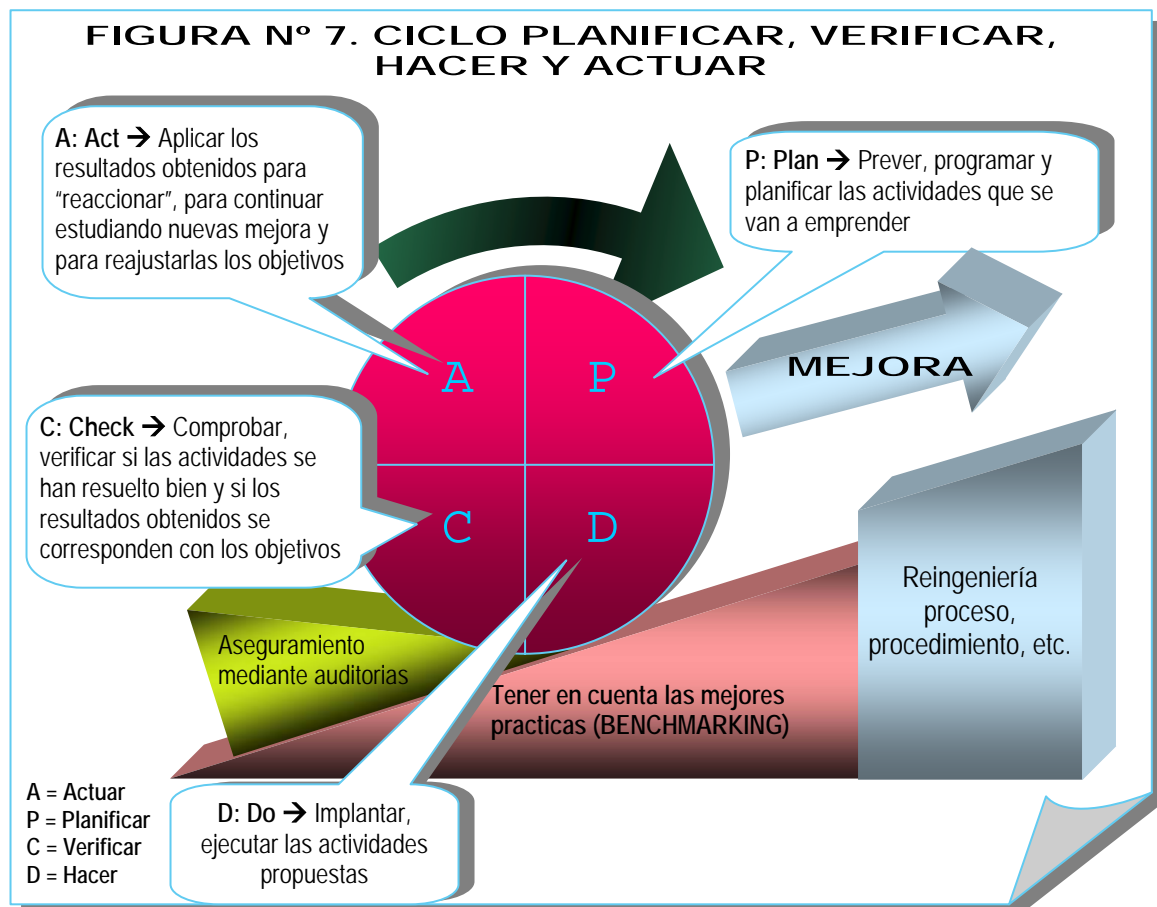 FIGURA Nº 7. CICLO PLANIFICAR, VERIFICAR,
HACER Y ACTUAR
A: Act → Aplicar los
resultados obtenidos para
“reaccionar”, para continuar
estudiando nuevas mejora y
para reajustarlas los objetivos
P: Plan → Prever, programar y
planificar las actividades que se
van a emprender
A
P
MEJORA
C: Check → Comprobar,
verificar si las actividades se
han resuelto bien y si los
resultados obtenidos se
corresponden con los objetivos
C
D
Reingeniería
proceso,
procedimiento, etc.
Aseguramiento
mediante auditorias
Tener en cuenta las mejores
practicas (BENCHMARKING)
A = Actuar
P = Planificar
C = Verificar
D = Hacer
D: Do → Implantar,
ejecutar las actividades
propuestas